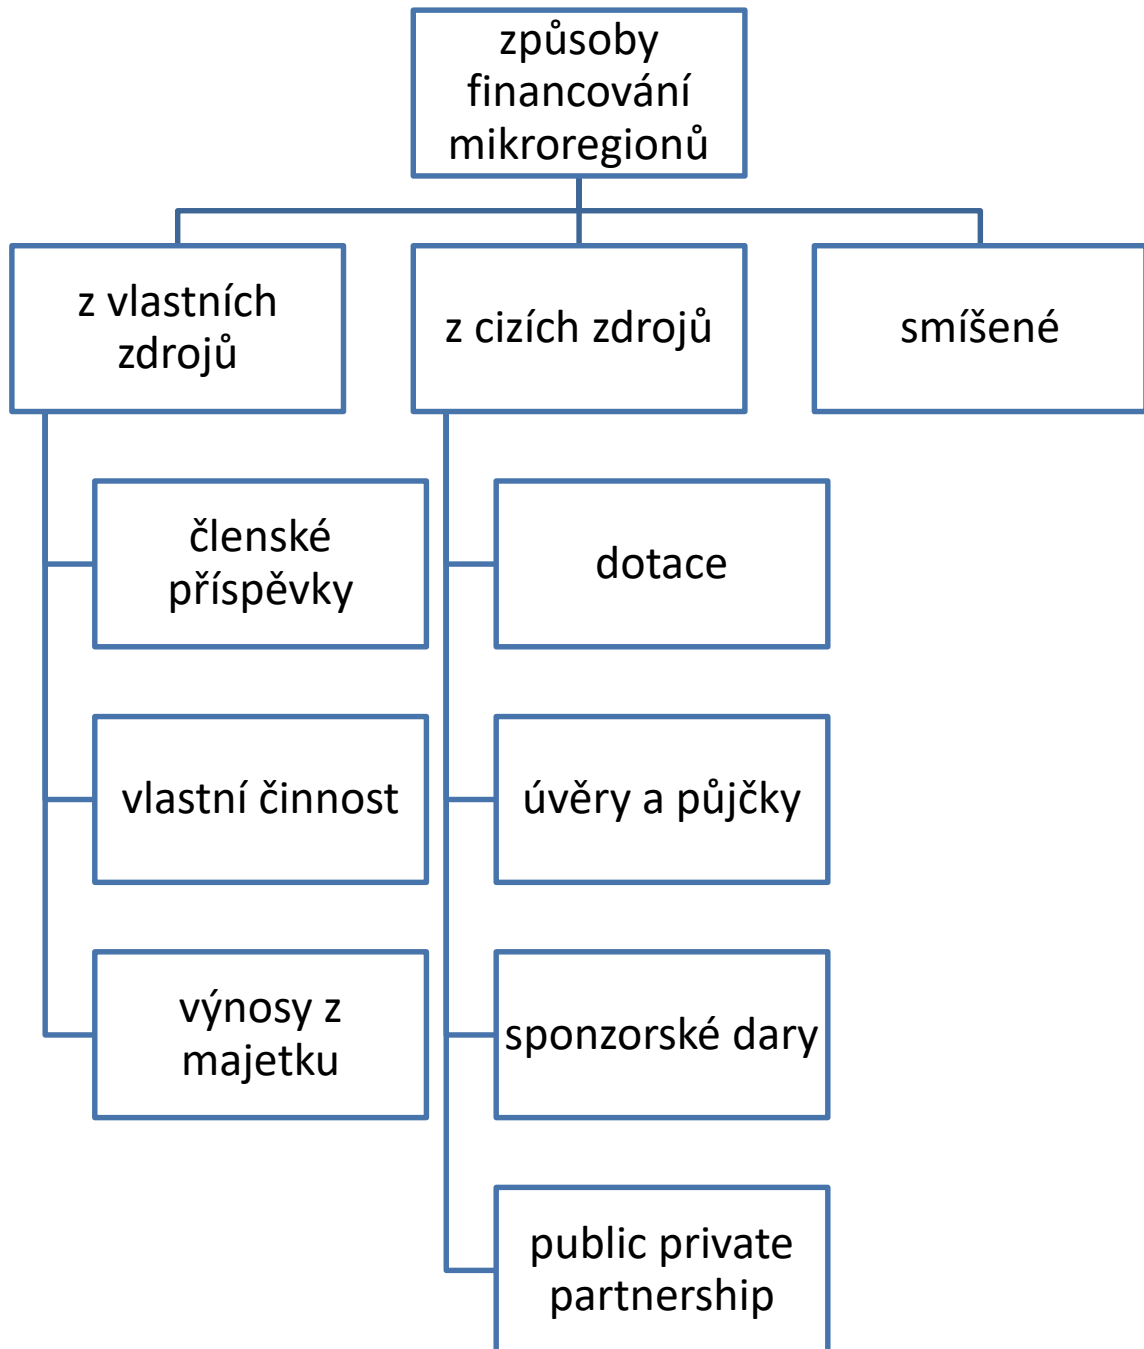 způsoby
financování
mikroregionů
z vlastních
zdrojů
z cizích zdrojů
smíšené
členské
příspěvky
vlastní činnost
výnosy z
majetku
dotace
úvěry a půjčky
sponzorské dary
public private
partnership